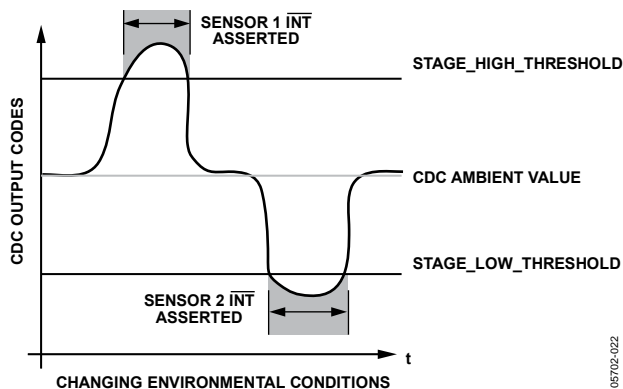 SENSOR 1 INT
ASSERTED
STAGE_HIGH_THRESHOLD
CDC OUTPUT CODES
CDC AMBIENT VALUE
STAGE_LOW_THRESHOLD
SENSOR 2 INT
ASSERTED
t
CHANGING ENVIRONMENTAL CONDITIONS
05702-022